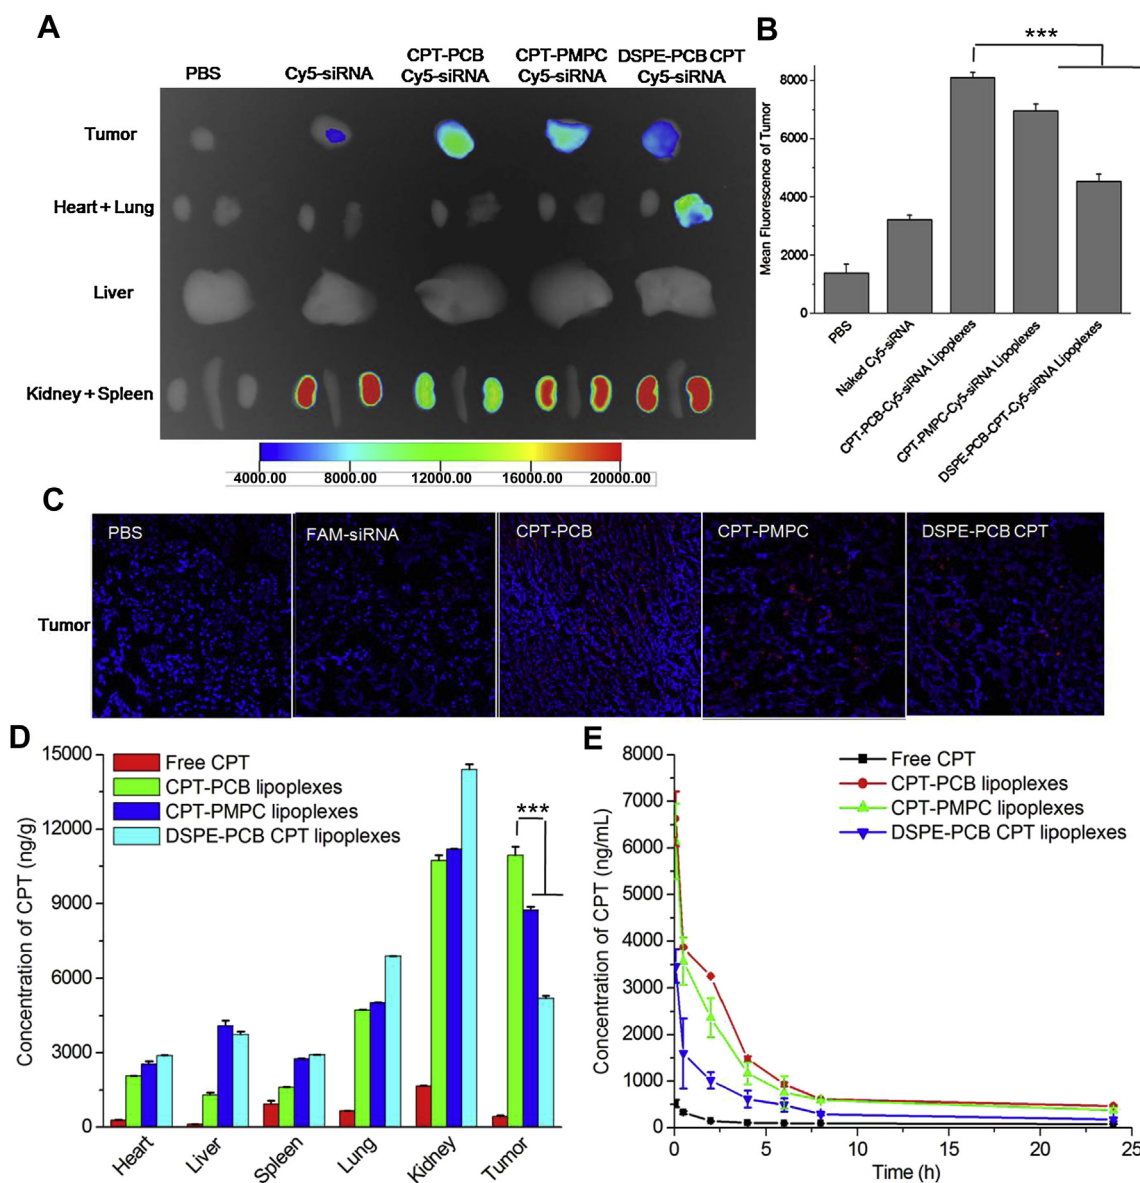 A
PBS
Cy5-siRNA
CPT-PCB
Cy5-siRNA
CPT-PMPC
Cy5-siRNA
DSPE-PCB CPT
Cy5-siRNA
Tumor
Heart+Lung
Liver
Kidney+Spleen
4000.00 8000.00 12000.00 16000.00 20000.00
B
***
Mean Fluorescence of Tumor
8000
6000
4000
2000
0
PBS
Naked Cy5-siRNA
CPT-PCB-Cy5-siRNA Lipoplexes
CPT-PMPC-Cy5-siRNA Lipoplexes
DSPE-PCB-CPT-Cy5-siRNA Lipoplexes
C
PBS
FAM-siRNA
CPT-PCB
CPT-PMPC
DSPE-PCB CPT
Tumor
D
Concentration of CPT (ng/g)
15000
12000
9000
6000
3000
0
Free CPT
CPT-PCB lipoplexes
CPT-PMPC lipoplexes
DSPE-PCB CPT lipoplexes
***
Heart
Liver
Spleen
Lung
Kidney
Tumor
E
Concentration of CPT (ng/mL)
8000
7000
6000
5000
4000
3000
2000
1000
0
Free CPT
CPT-PCB lipoplexes
CPT-PMPC lipoplexes
DSPE-PCB CPT lipoplexes
0 5 10 15 20 25
Time (h)